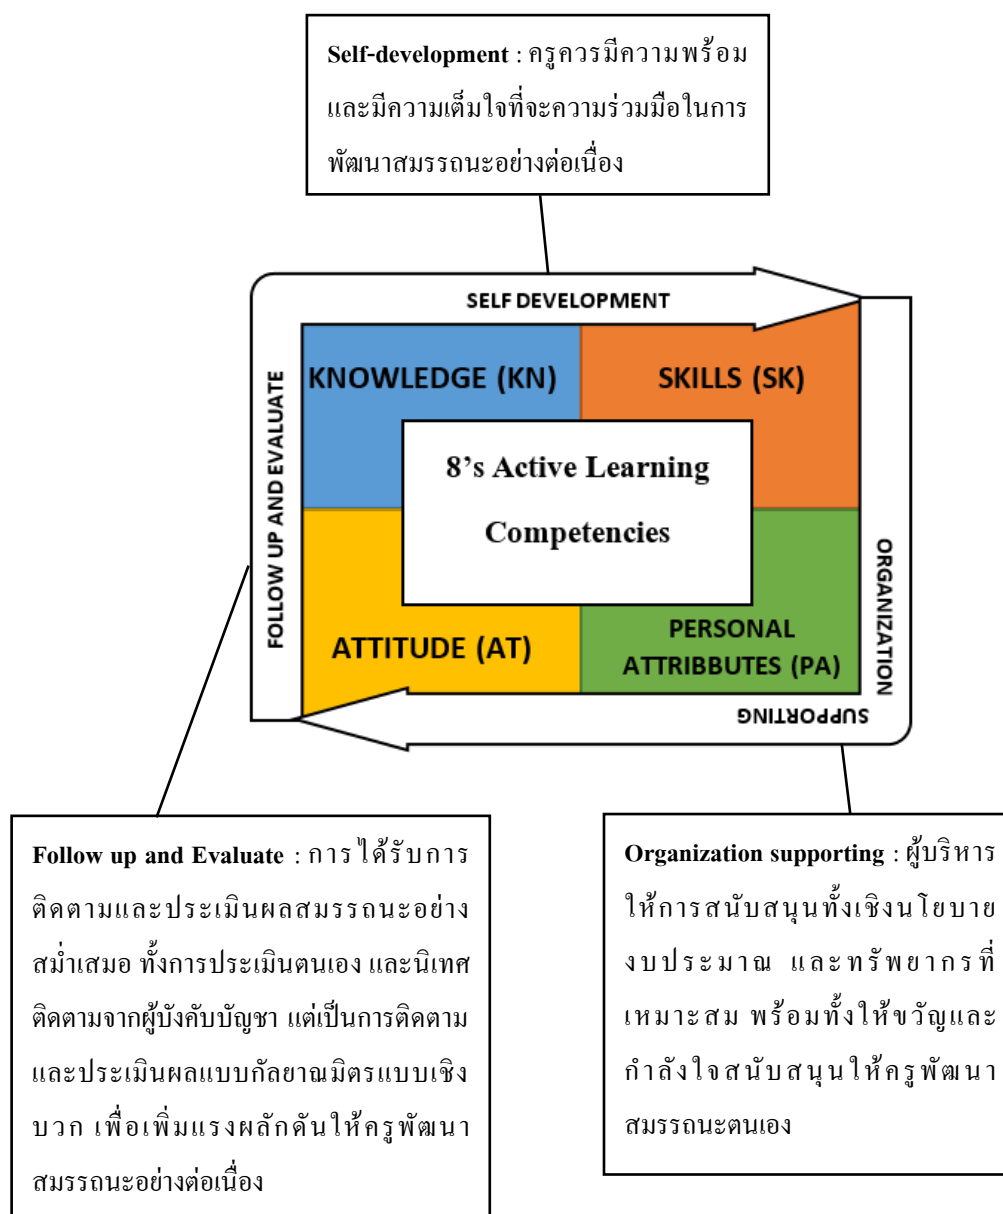 Self-development : ครูควรมีความพร้อม
และมีความเต็มใจที่จะความร่วมมือในการ
พัฒนาสมรรถนะอย่างต่อเนื่อง
SELF DEVELOPMENT
FOLLOW UP AND EVALUATE
KNOWLEDGE (KN)
SKILLS (SK)
8’s Active Learning
Competencies
ORGANIZATION
ATTITUDE (AT)
PERSONAL
ATTRIBBUTES (PA)
SUPPORTING
Follow up and Evaluate : การได้รับการ
ติดตามและประเมินผลสมรรถนะอย่าง
สม่ำเสมอ ทั้งการประเมินตนเอง และนิเทศ
ติดตามจากผู้บังคับบัญชา แต่เป็นการติดตาม
และประเมินผลแบบกัลยาณมิตรแบบเชิง
บวก เพื่อเพิ่มแรงผลักดันให้ครูพัฒนา
สมรรถนะอย่างต่อเนื่อง
Organization supporting : ผู้บริหาร
ให้การสนับสนุนทั้งเชิงนโยบาย
งบประมาณ และทรัพยากรที่
เหมาะสม พร้อมทั้งให้ขวัญและ
กำลังใจสนับสนุนให้ครูพัฒนา
สมรรถนะตนเอง